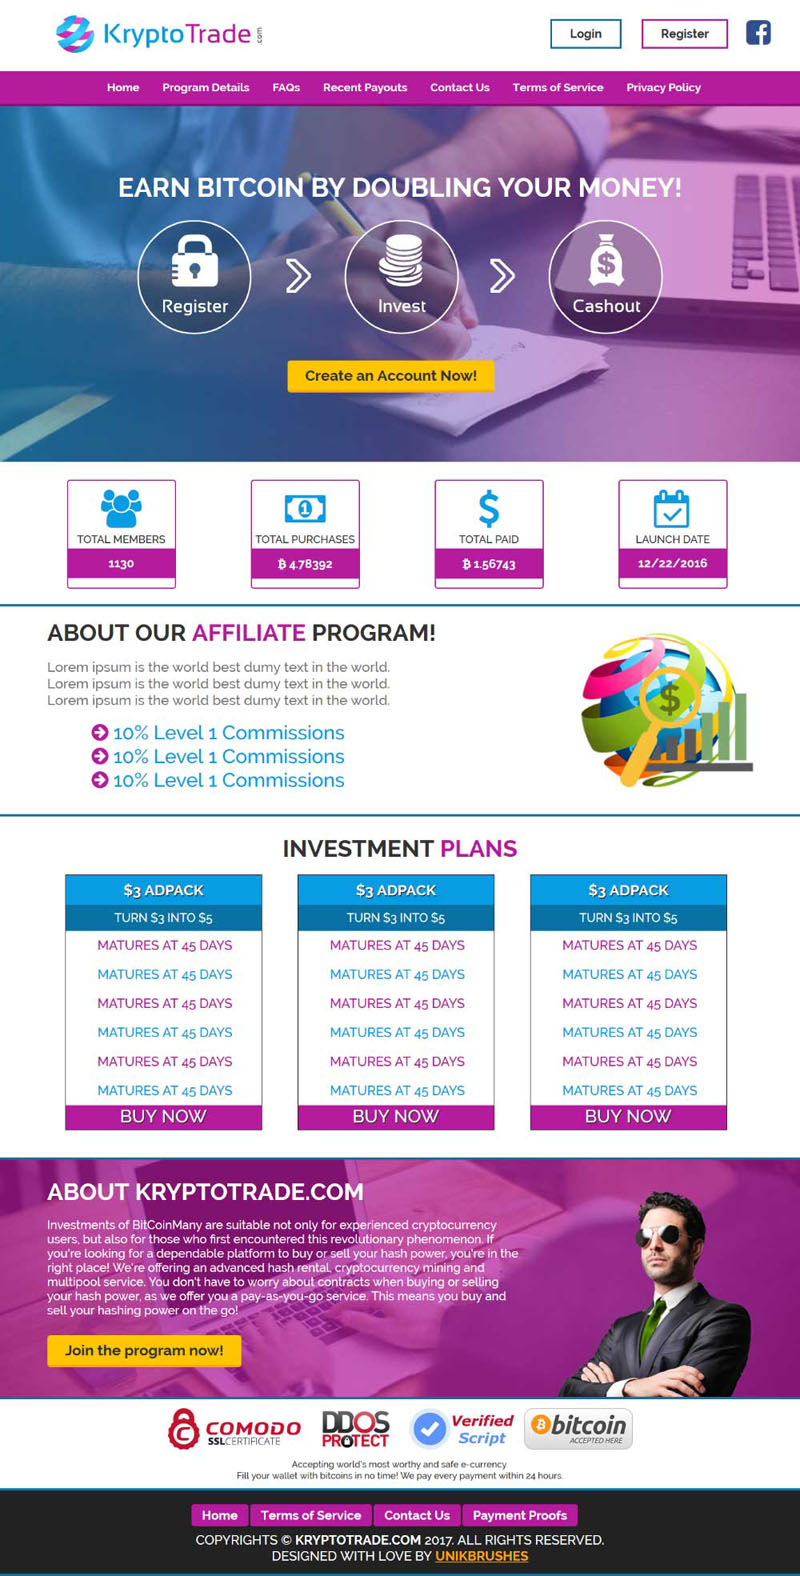 KryptoTrade.com
Login
Register
Home Program Details FAQs Recent Payouts Contact Us Terms of Service Privacy Policy
EARN BITCOIN BY DOUBLING YOUR MONEY!
Register
Invest
Cashout
Create an Account Now!
TOTAL MEMBERS
1130
TOTAL PURCHASES
฿ 4.78392
TOTAL PAID
฿ 1.56743
LAUNCH DATE
12/22/2016
ABOUT OUR AFFILIATE PROGRAM!
Lorem ipsum is the world best dumy text in the world.
Lorem ipsum is the world best dumy text in the world.
Lorem ipsum is the world best dumy text in the world.
10% Level 1 Commissions
10% Level 1 Commissions
10% Level 1 Commissions
INVESTMENT PLANS
$3 ADPACK
TURN $3 INTO $5
MATURES AT 45 DAYS
MATURES AT 45 DAYS
MATURES AT 45 DAYS
MATURES AT 45 DAYS
MATURES AT 45 DAYS
MATURES AT 45 DAYS
BUY NOW
$3 ADPACK
TURN $3 INTO $5
MATURES AT 45 DAYS
MATURES AT 45 DAYS
MATURES AT 45 DAYS
MATURES AT 45 DAYS
MATURES AT 45 DAYS
MATURES AT 45 DAYS
BUY NOW
$3 ADPACK
TURN $3 INTO $5
MATURES AT 45 DAYS
MATURES AT 45 DAYS
MATURES AT 45 DAYS
MATURES AT 45 DAYS
MATURES AT 45 DAYS
MATURES AT 45 DAYS
BUY NOW
ABOUT KRYPTOTRADE.COM
Investments of BitCoinMany are suitable not only for experienced cryptocurrency
users, but also for those who first encountered this revolutionary phenomenon. If
you're looking for a dependable platform to buy or sell your hash power, you're in the
right place! We're offering an advanced hash rental, cryptocurrency mining and
multipool service. You don't have to worry about contracts when buying or selling
your hash power, as we offer you a pay-as-you-go service. This means you buy and
sell your hashing power on the go!
Join the program now!
COMODO
SSLCERTIFICATE
DDOS
PROTECT
Verified
Script
bitcoin
ACCEPTED HERE
Accepting world's most worthy and safe e-currency
Fill your wallet with bitcoins in no time! We pay every payment within 24 hours.
Home Terms of Service Contact Us Payment Proofs
COPYRIGHTS © KRYPTOTRADE.COM 2017. ALL RIGHTS RESERVED.
DESIGNED WITH LOVE BY UNIKBRUSHES